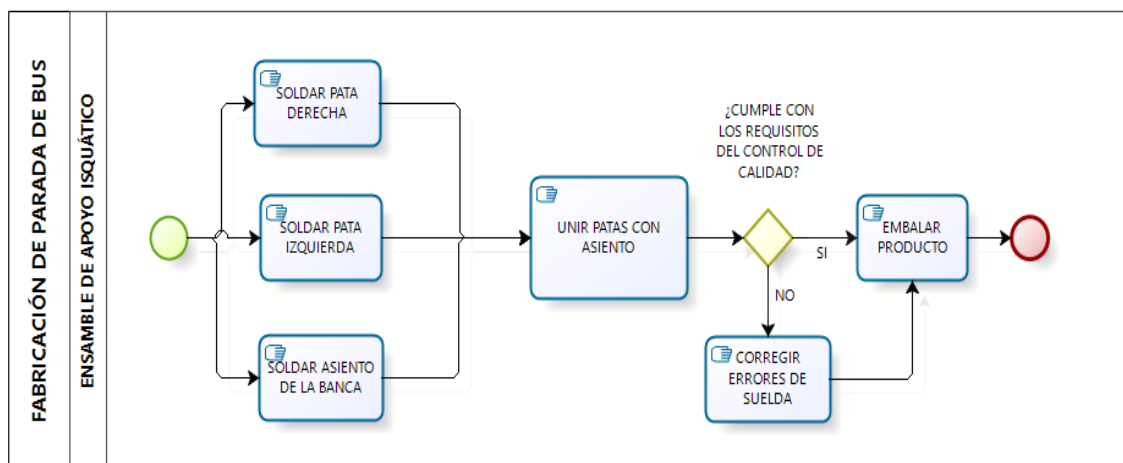 FABRICACIÓN DE PARADA DE BUS
ENSAMBLE DE APOYO ISQUÁTICO
SOLDAR PATA
DERECHA
SOLDAR PATA
IZQUIERDA
SOLDAR ASIENTO
DE LA BANCA
UNIR PATAS CON
ASIENTO
¿CUMPLE CON
LOS REQUISITOS
DEL CONTROL DE
CALIDAD?
SI
NO
EMBALAR
PRODUCTO
CORREGIR
ERRORES DE
SUELDA